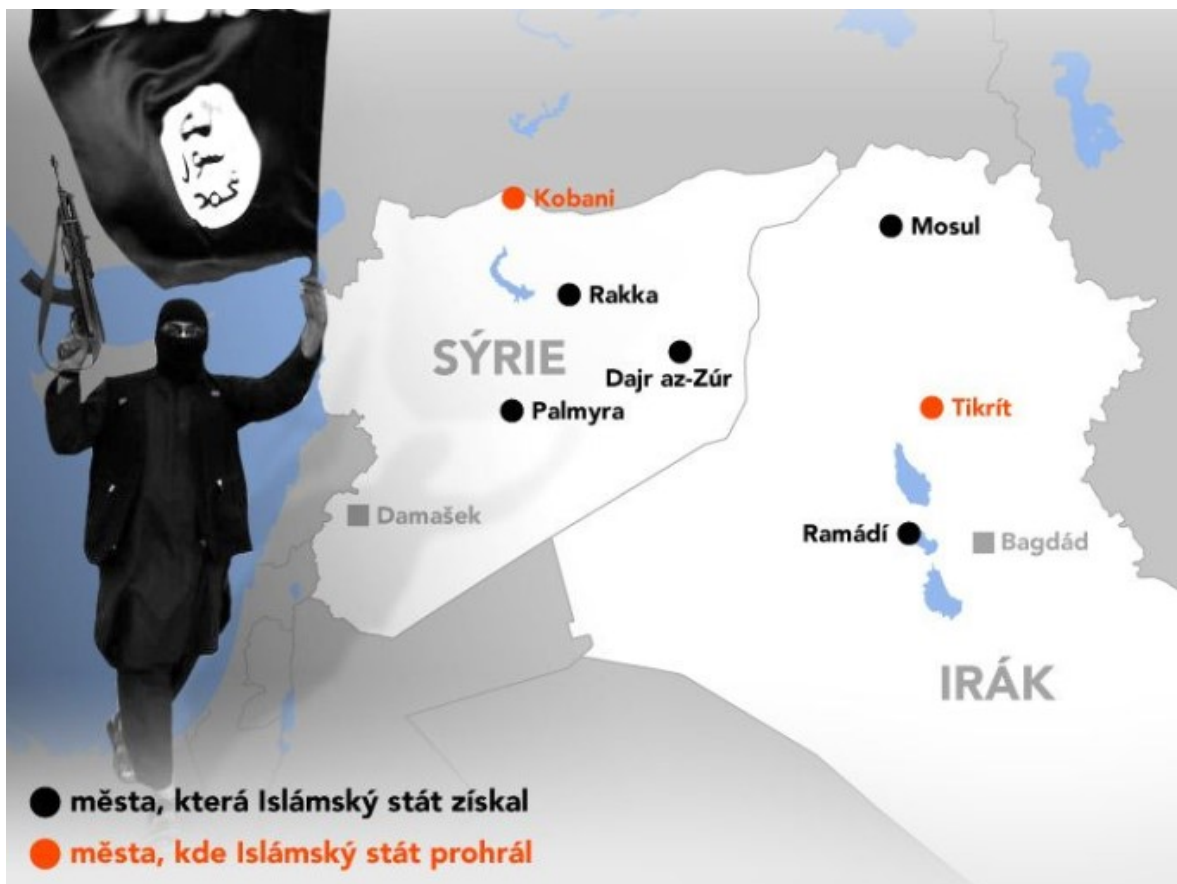 Kobani
Mosul
Rakka
SÝRIE
Dajr az-Zúr
Palmyra
Tikrít
Damašek
Ramádí
Bagdád
IRÁK
města, která Islámský stát získal
města, kde Islámský stát prohrál